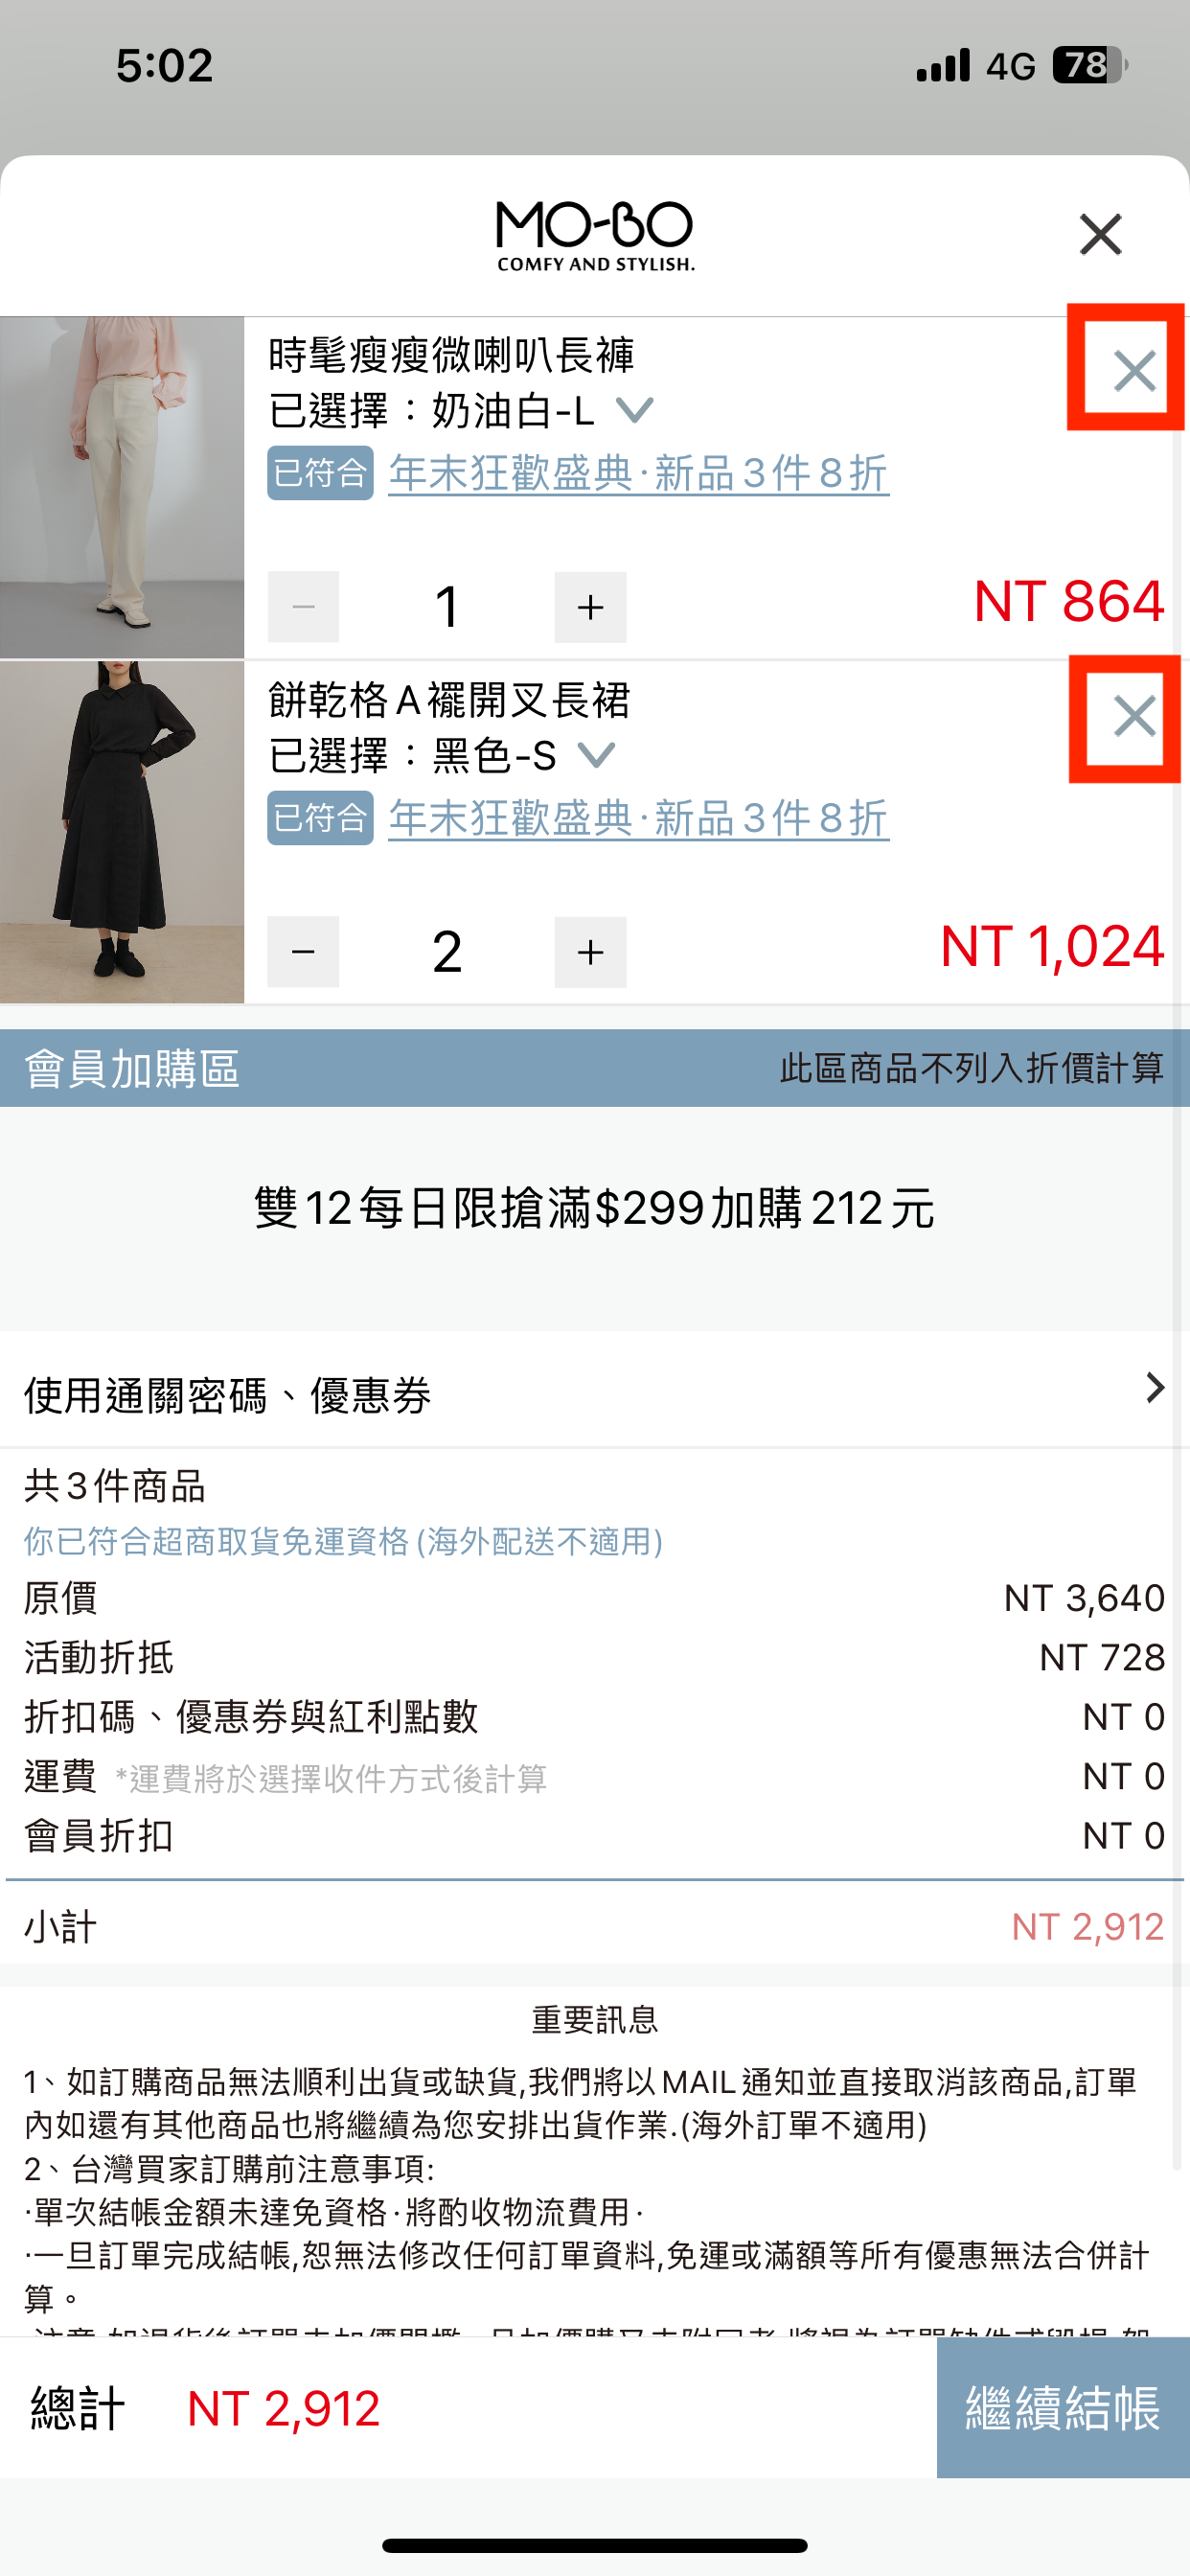 5:02
4G 78
MO-BO
COMFY AND STYLISH.
時髦瘦瘦微喇叭長褲
已選擇：奶油白-L
已符合 年末狂歡盛典·新品3件8折
1
NT 864
餅乾格A襬開叉長裙
已選擇：黑色-S
已符合 年末狂歡盛典·新品3件8折
2
NT 1,024
會員加購區 此區商品不列入折價計算
雙12每日限搶滿$299加購212元
使用通關密碼、優惠券
共3件商品
你已符合超商取貨免運資格(海外配送不適用)
原價 NT 3,640
活動折抵 NT 728
折扣碼、優惠券與紅利點數 NT 0
運費 *運費將於選擇收件方式後計算 NT 0
會員折扣 NT 0
小計 NT 2,912
重要訊息
1、如訂購商品無法順利出貨或缺貨,我們將以MAIL通知並直接取消該商品,訂單
內如還有其他商品也將繼續為您安排出貨作業.(海外訂單不適用)
2、台灣買家訂購前注意事項:
·單次結帳金額未達免資格·將酌收物流費用·
·一旦訂單完成結帳,恕無法修改任何訂單資料,免運或滿額等所有優惠無法合併計
算。
總計 NT 2,912
繼續結帳